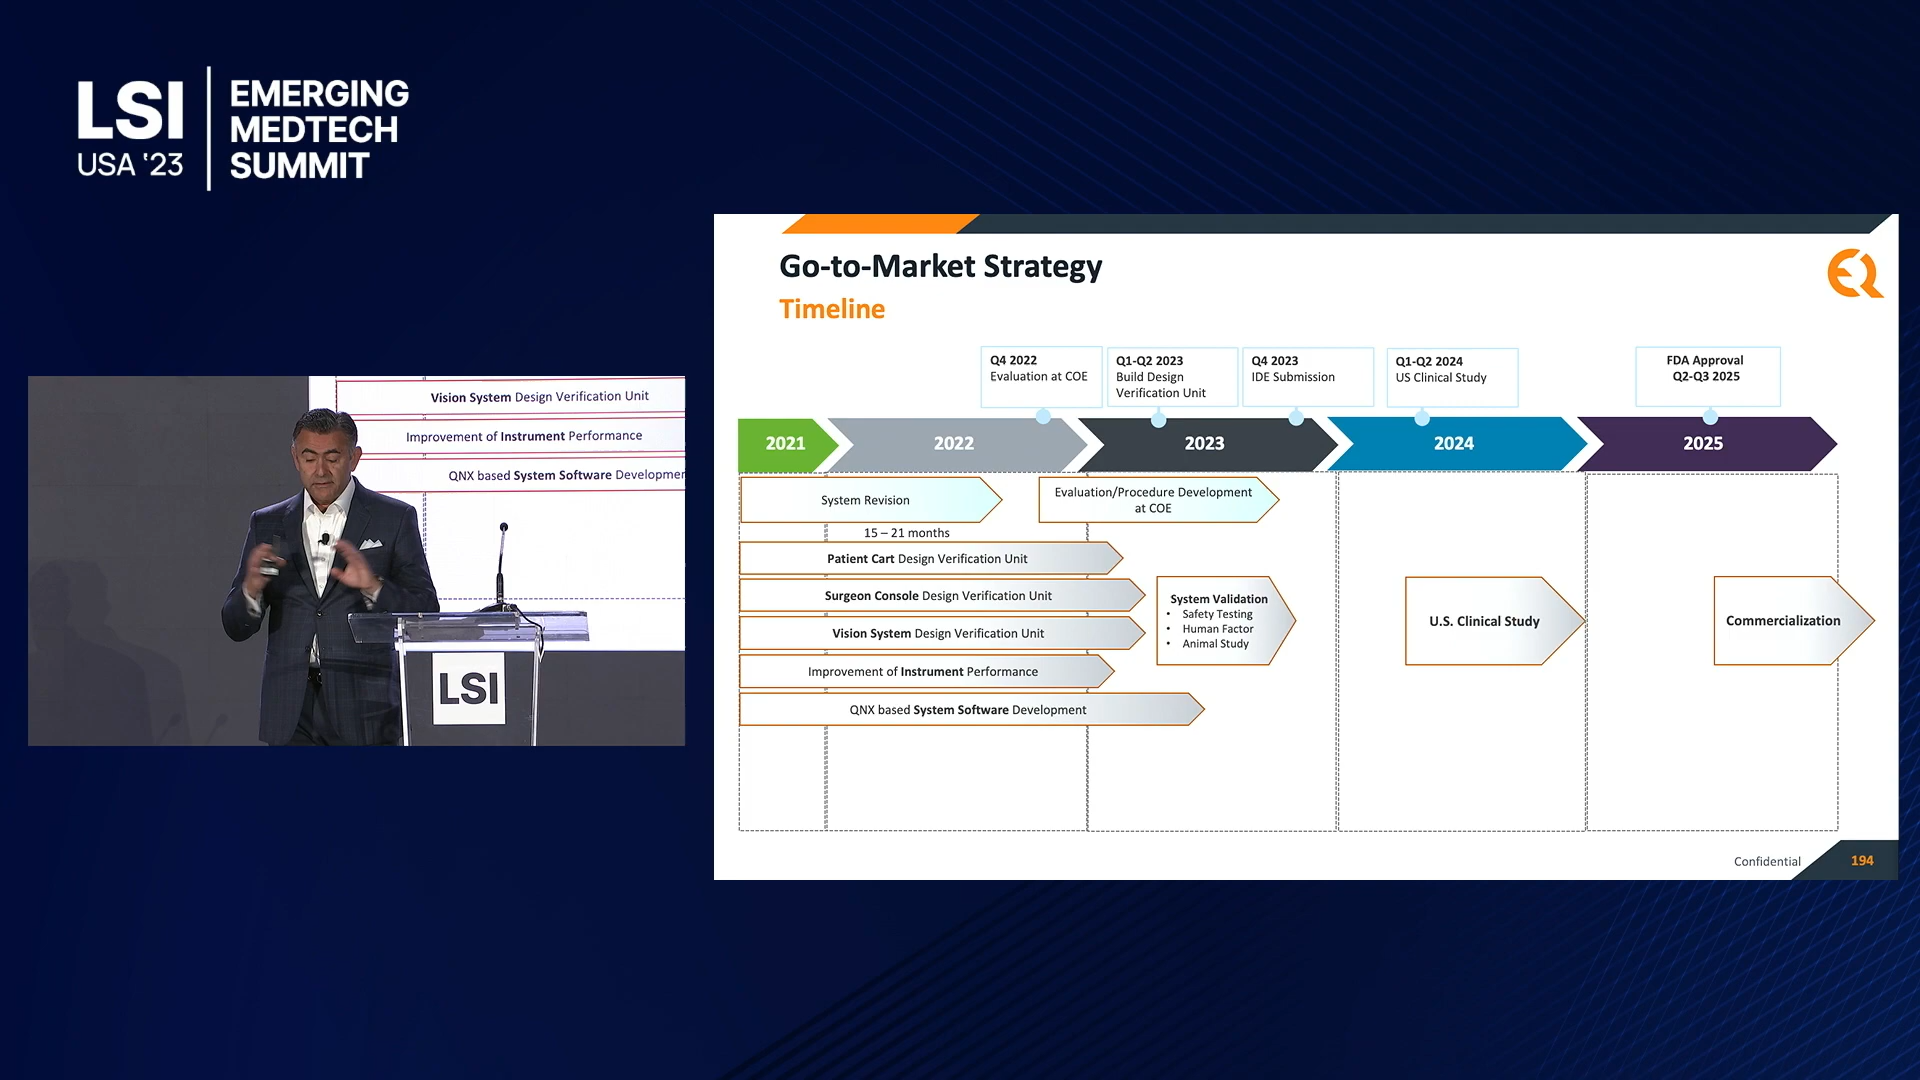 LSI
USA '23
EMERGING
MEDTECH
SUMMIT
Vision System Design Verification Unit
Improvement of Instrument Performance
QNX based System Software Developmen
LSI
Go-to-Market Strategy
Timeline
EQ
Q4 2022
Evaluation at COE
Q1-Q2 2023
Build Design
Verification Unit
Q4 2023
IDE Submission
Q1-Q2 2024
US Clinical Study
FDA Approval
Q2-Q3 2025
2021
2022
2023
2024
2025
System Revision
Evaluation/Procedure Development
at COE
15 – 21 months
Patient Cart Design Verification Unit
Surgeon Console Design Verification Unit
Vision System Design Verification Unit
Improvement of Instrument Performance
QNX based System Software Development
System Validation
• Safety Testing
• Human Factor
• Animal Study
U.S. Clinical Study
Commercialization
Confidential
194